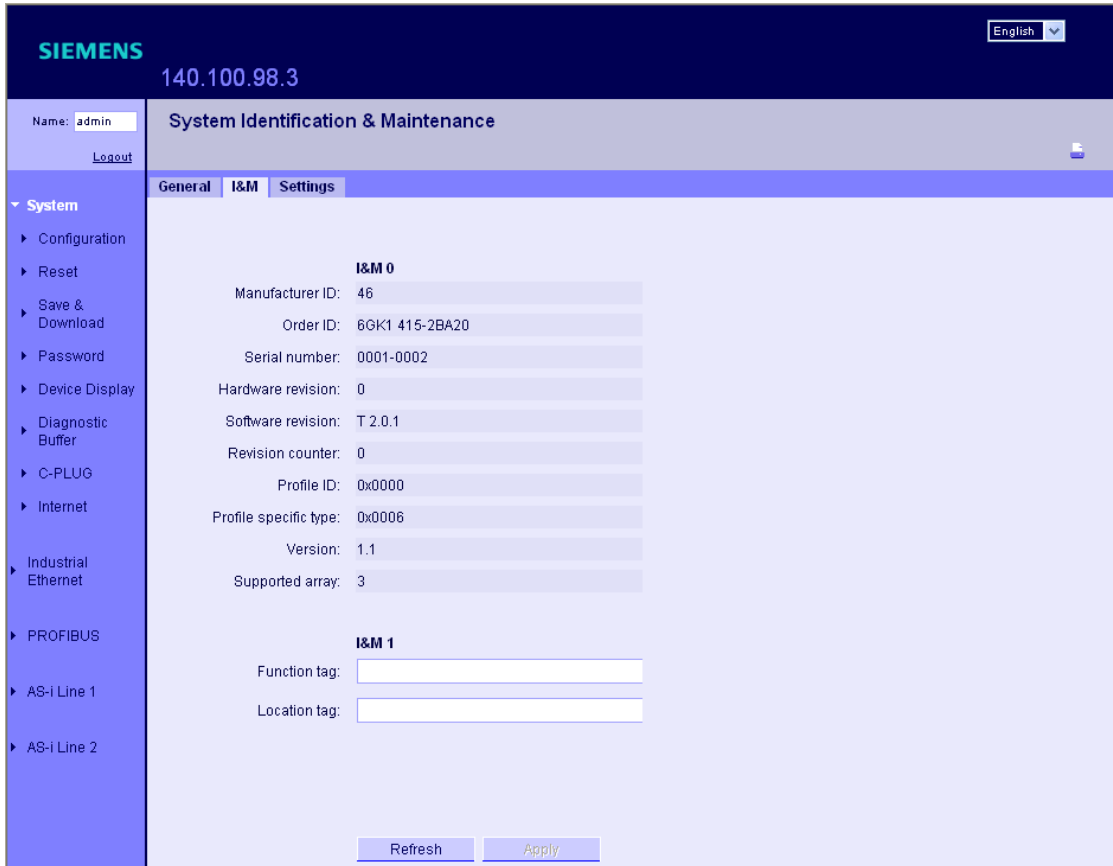 English
SIEMENS
140.100.98.3
Name: admin
Logout
System Identification & Maintenance
General I&M Settings
System
Configuration
Reset
Save &
Download
Password
Device Display
Diagnostic
Buffer
C-PLUG
Internet
Industrial
Ethernet
PROFIBUS
AS-i Line 1
AS-i Line 2
I&M 0
Manufacturer ID: 46
Order ID: 6GK1 415-2BA20
Serial number: 0001-0002
Hardware revision: 0
Software revision: T 2.0.1
Revision counter: 0
Profile ID: 0x0000
Profile specific type: 0x0006
Version: 1.1
Supported array: 3
I&M 1
Function tag:
Location tag:
Refresh Apply